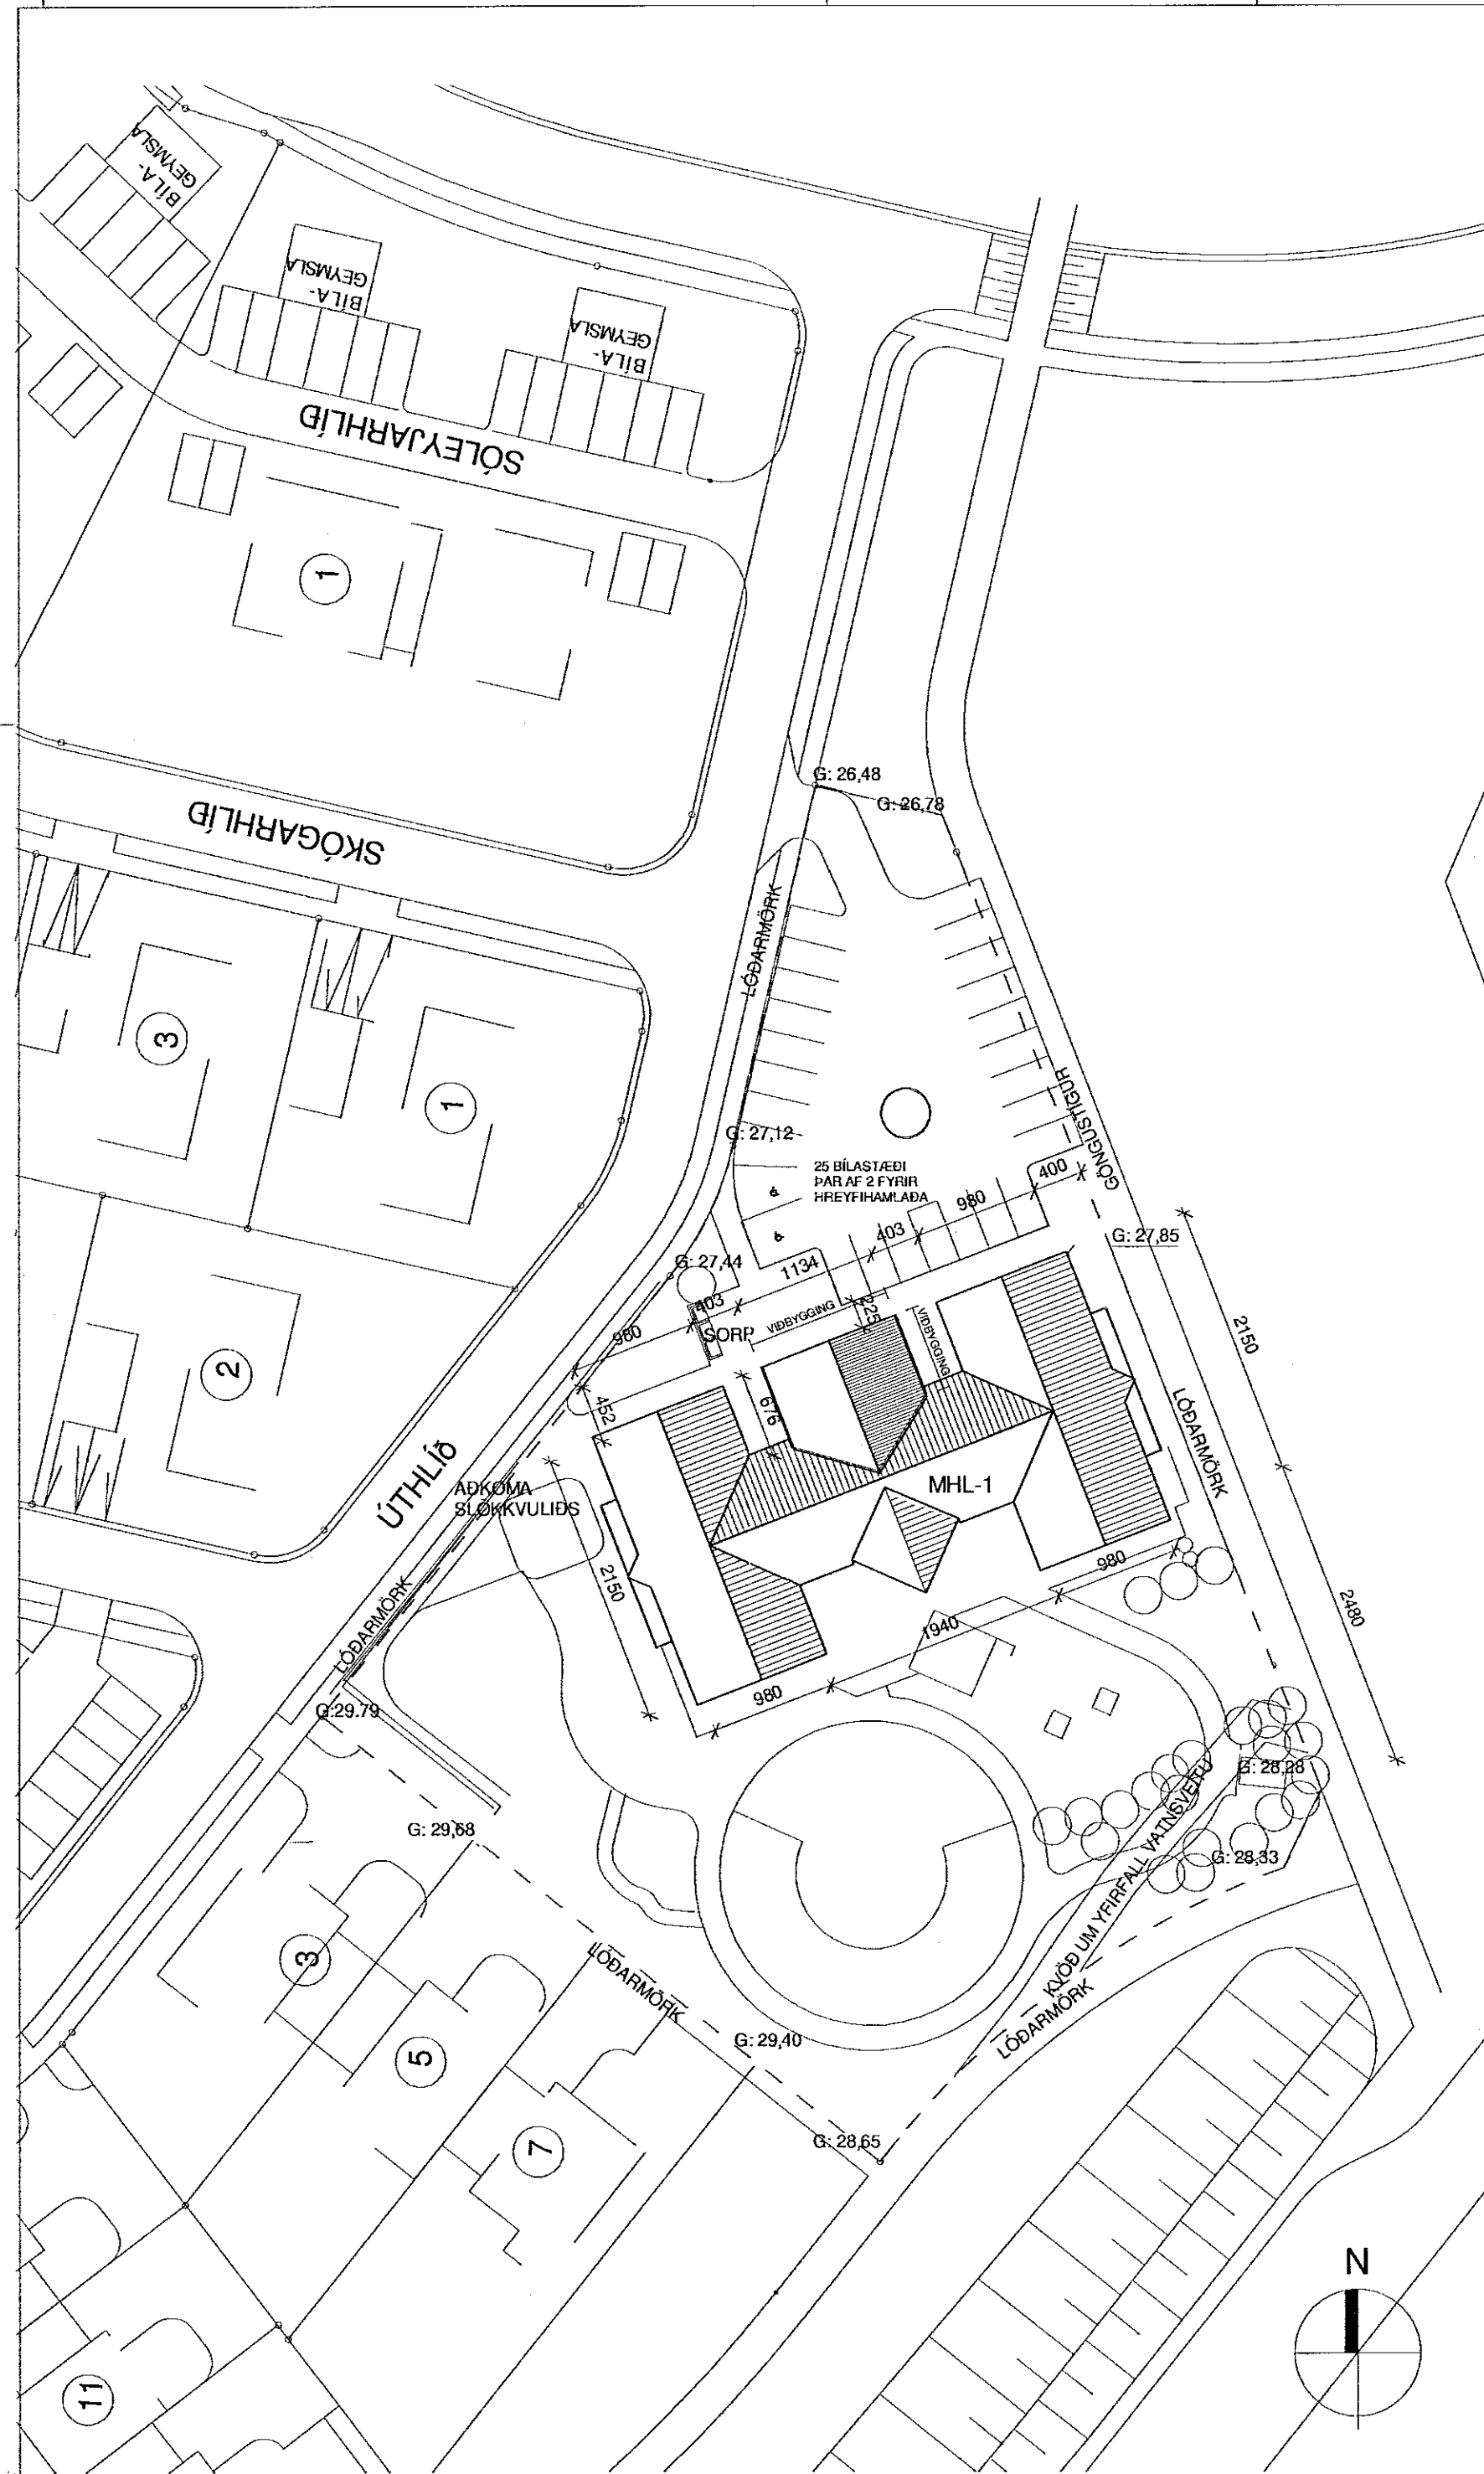 BÍLA-
GEYMSLA
BÍLA-
GEYMSLA
BÍLA-
GEYMSLA
SÓLEYJARHLÍÐ
1
SKÓGARHLÍÐ
G: 26,48
G: 26,78
LÓÐARMÖRK
3
1
2
G: 27,12
25 BÍLASTÆÐI
ÞAR AF 2 FYRIR
HREYFIHAMLAÐA
GÖNGUSTÍGUR
400
980
403
1134
403
980
G: 27,44
G: 27,85
SORP
VIÐBYGGING
225
VIÐBYGGING
2150
452
676
LÓÐARMÖRK
ÚTHLÍð
AÐKOMA
SLÖKKVULIÐS
MHL-1
2150
980
1940
980
2480
LÓÐARMÖRK
G:29.79
G: 29,68
G: 28,28
G: 28,33
KVÖÐ UM YFIRFALL VATNSVEITU
LÓÐARMÖRK
LÓÐARMÖRK
G: 29,40
G: 28,65
3
5
7
11
N